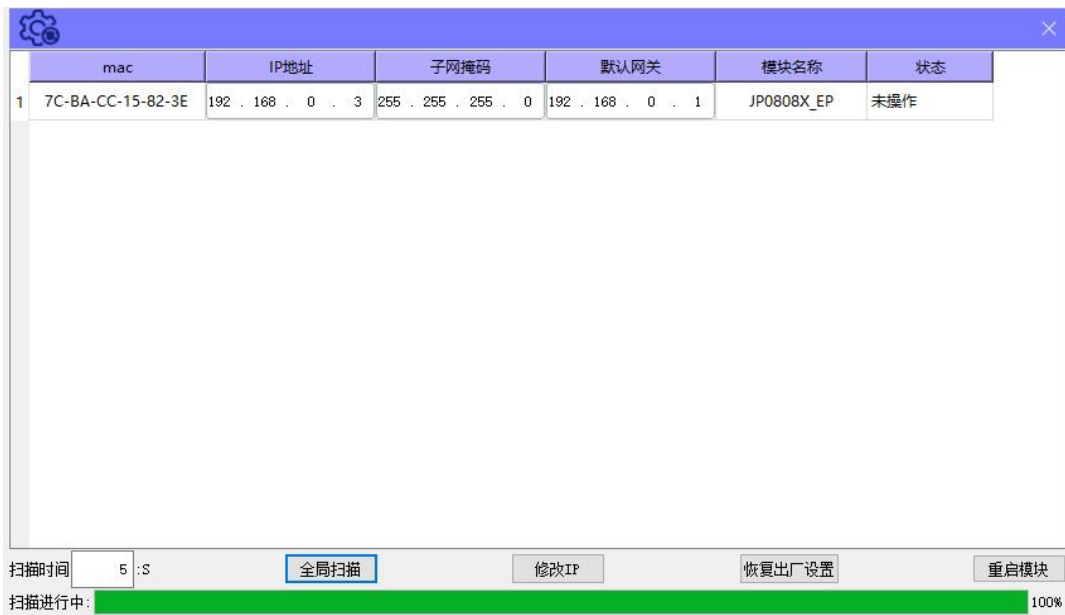 mac IP地址 子网掩码 默认网关 模块名称 状态
1 7C-BA-CC-15-82-3E 192 . 168 . 0 . 3 255 . 255 . 255 . 0 192 . 168 . 0 . 1 JP0808X_EP 未操作
扫描时间 5 :S 全局扫描 修改IP 恢复出厂设置 重启模块
扫描进行中: 100%